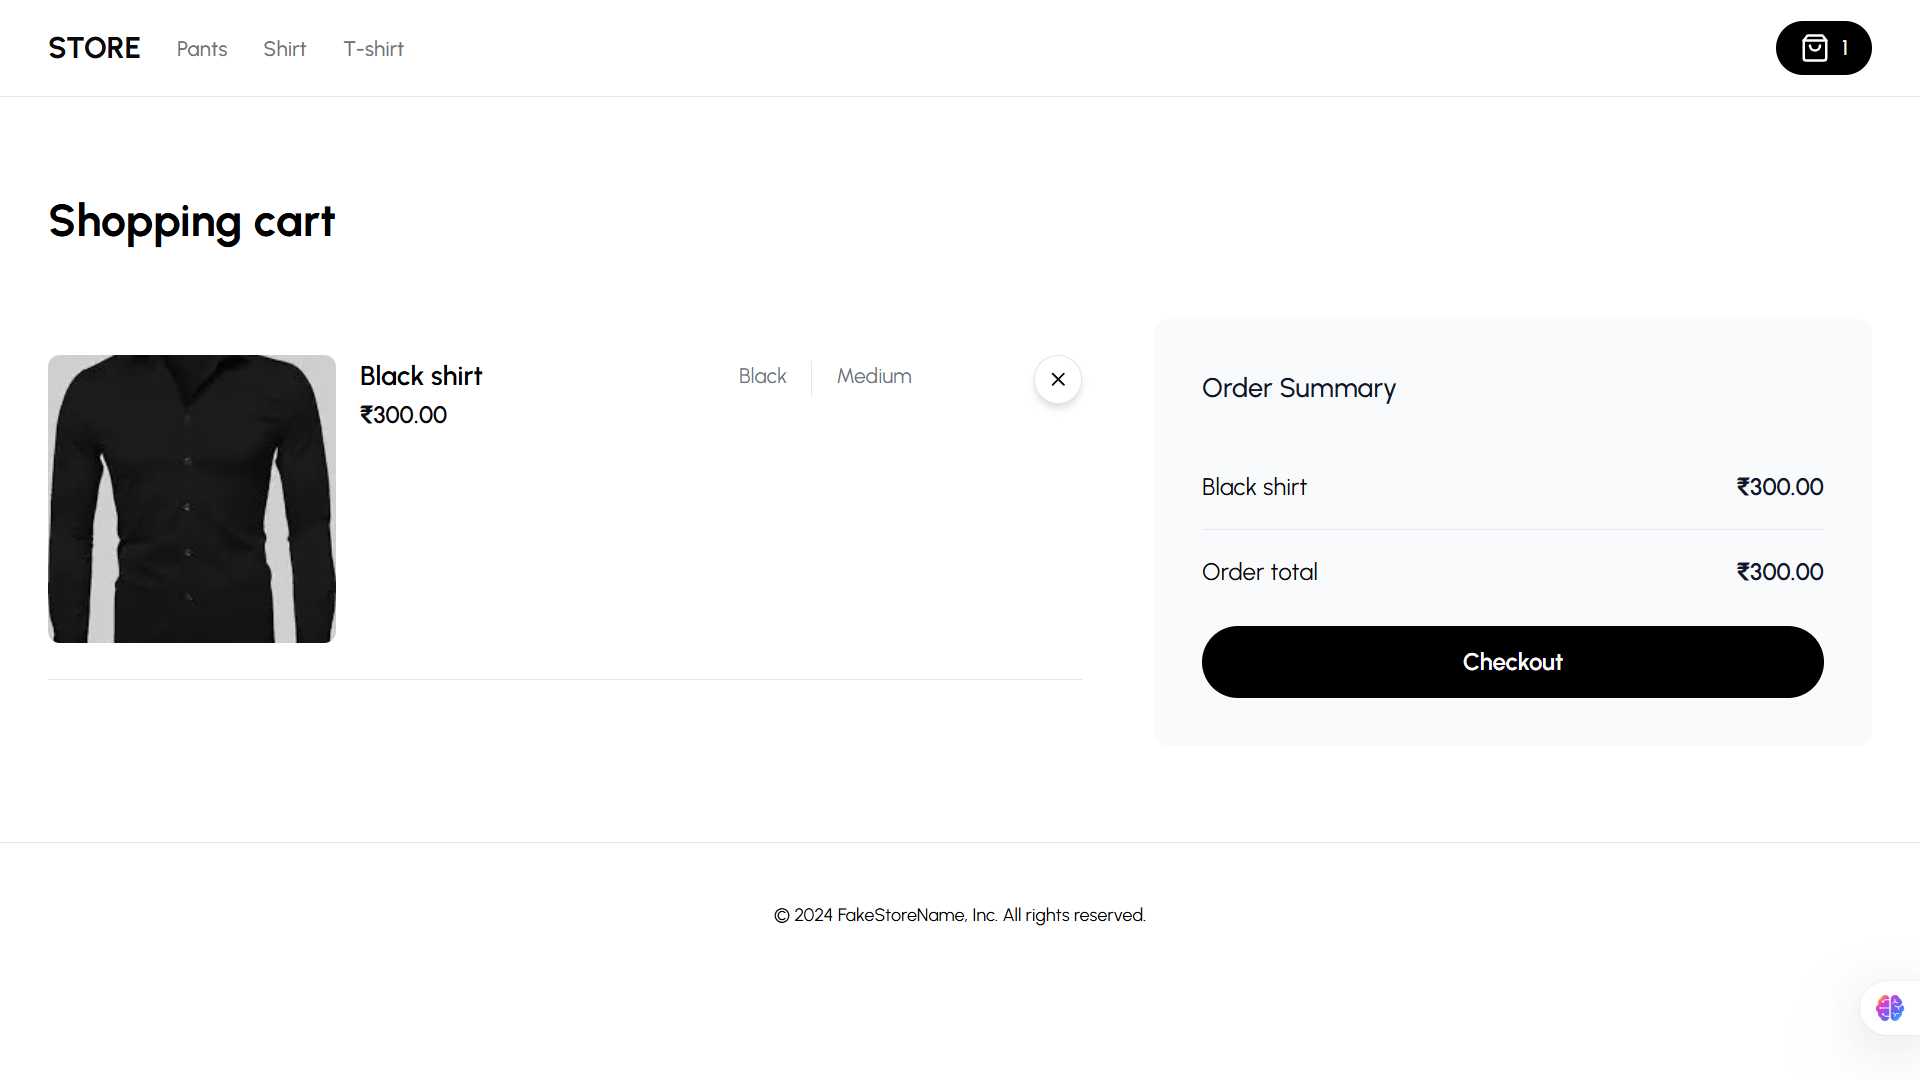 STORE Pants Shirt T-shirt 1
Shopping cart
Black shirt Black Medium
₹300.00
Order Summary
Black shirt ₹300.00
Order total ₹300.00
Checkout
© 2024 FakeStoreName, Inc. All rights reserved.